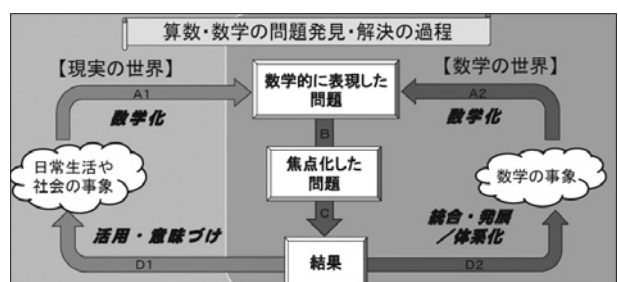 算数・数学の問題発見・解決の過程
【現実の世界】
【数学の世界】
A1
数学化
数学的に表現した
問題
A2
数学化
B
日常生活や
社会の事象
焦点化した
問題
数学の事象
C
活用・意味づけ
統合・発展
／体系化
D1
結果
D2